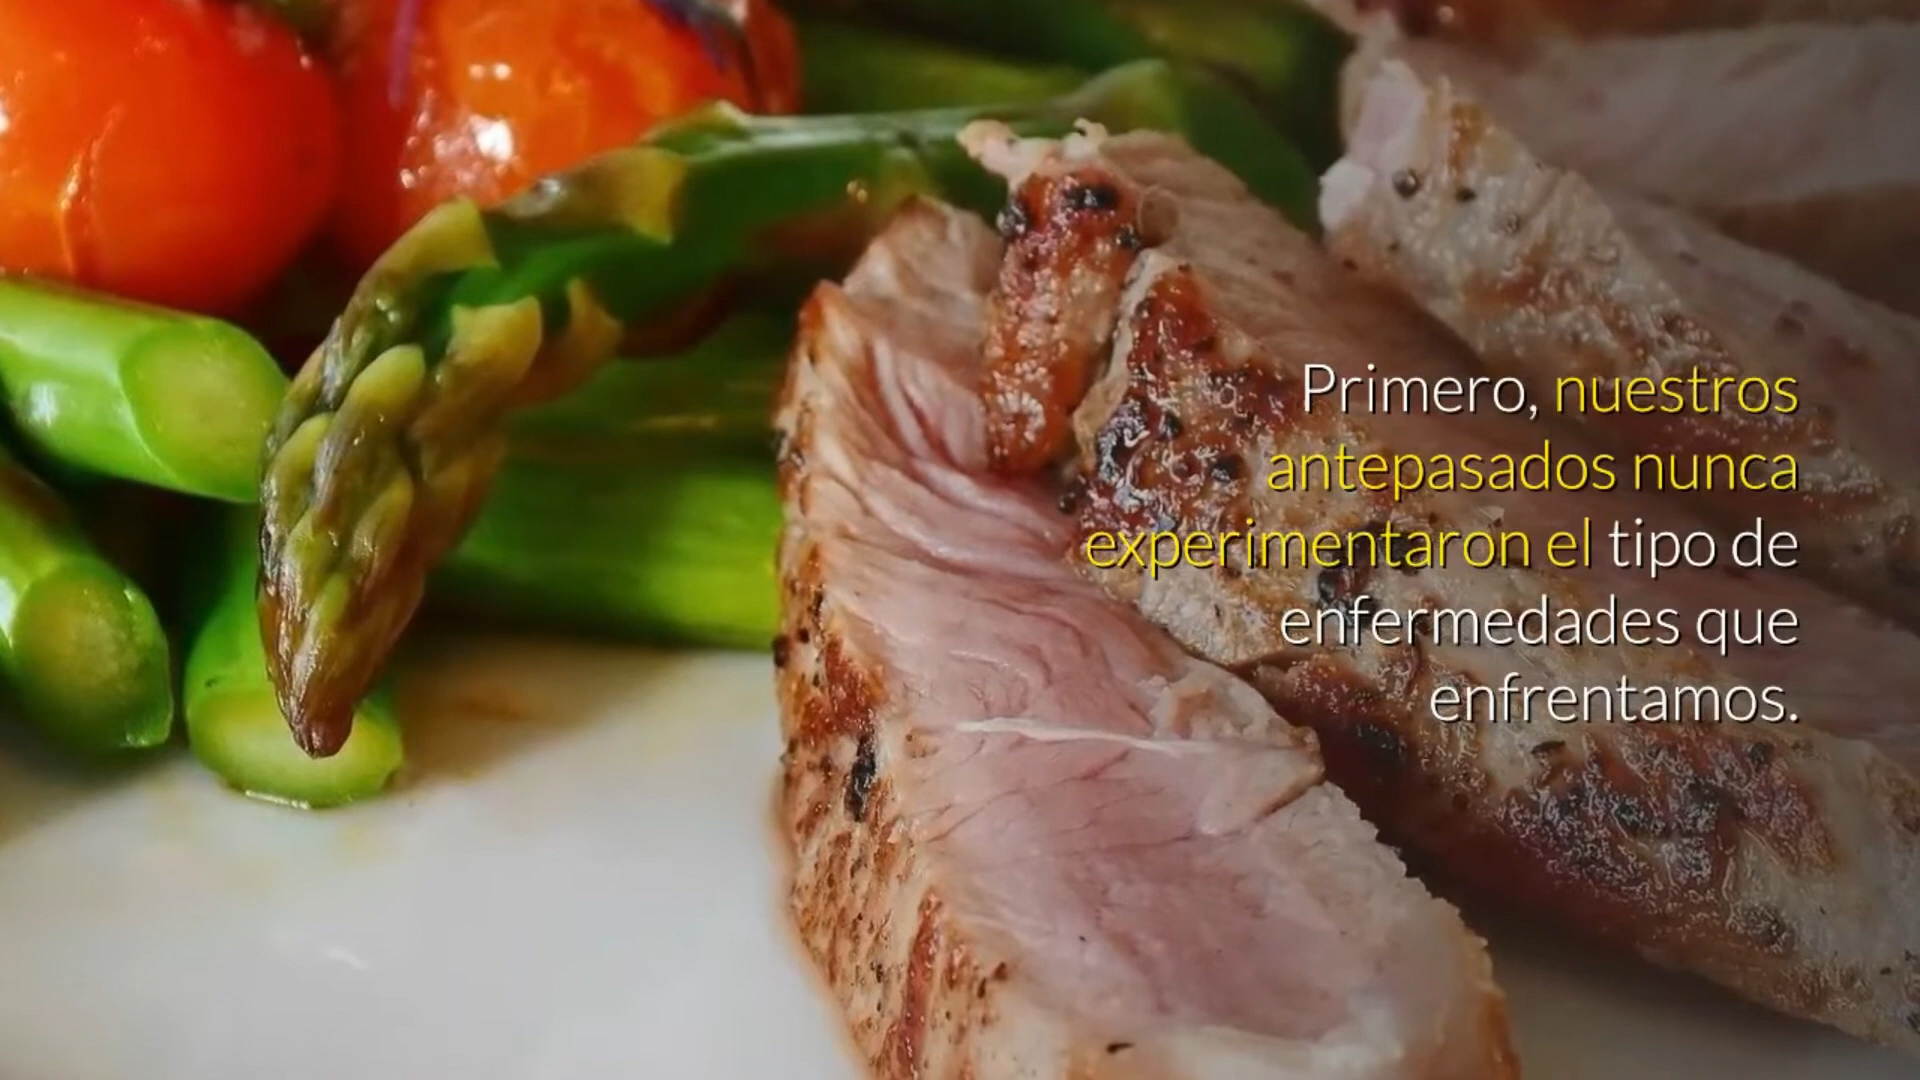 Primero, nuestros
antepasados nunca
experimentaron el tipo de
enfermedades que
enfrentamos.